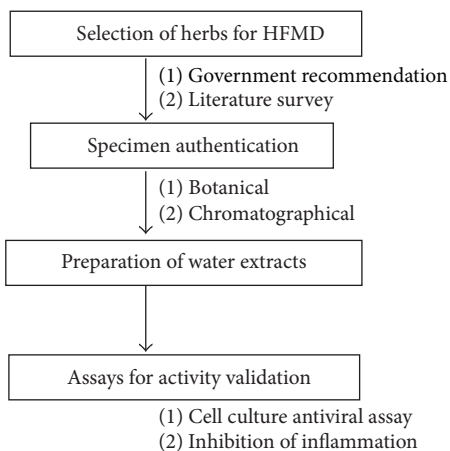 Selection of herbs for HFMD
(1) Government recommendation
(2) Literature survey
Specimen authentication
(1) Botanical
(2) Chromatographical
Preparation of water extracts
Assays for activity validation
(1) Cell culture antiviral assay
(2) Inhibition of inflammation